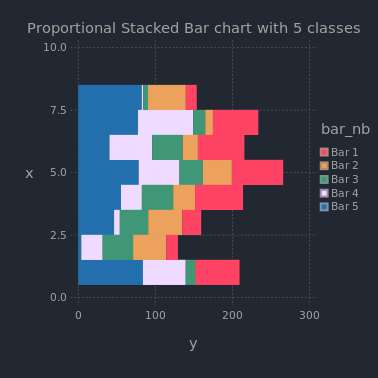 Proportional Stacked Bar chart with 5 classes
10.0
7.5
5.0
2.5
0.0
x
0 100 200 300
y
bar_nb
Bar 1
Bar 2
Bar 3
Bar 4
Bar 5